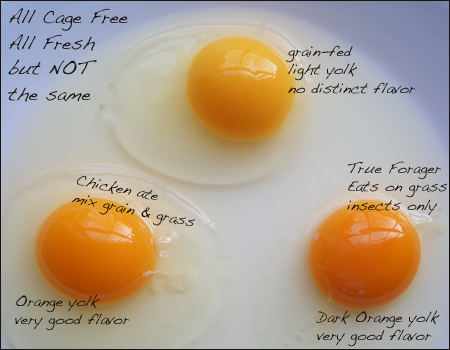 All Cage Free
All Fresh
but NOT
the same
grain-fed
light yolk
no distinct flavor
Chicken ate
mix grain & grass
True Forager
Eats on grass
insects only
Orange yolk
very good flavor
Dark Orange yolk
very good flavor